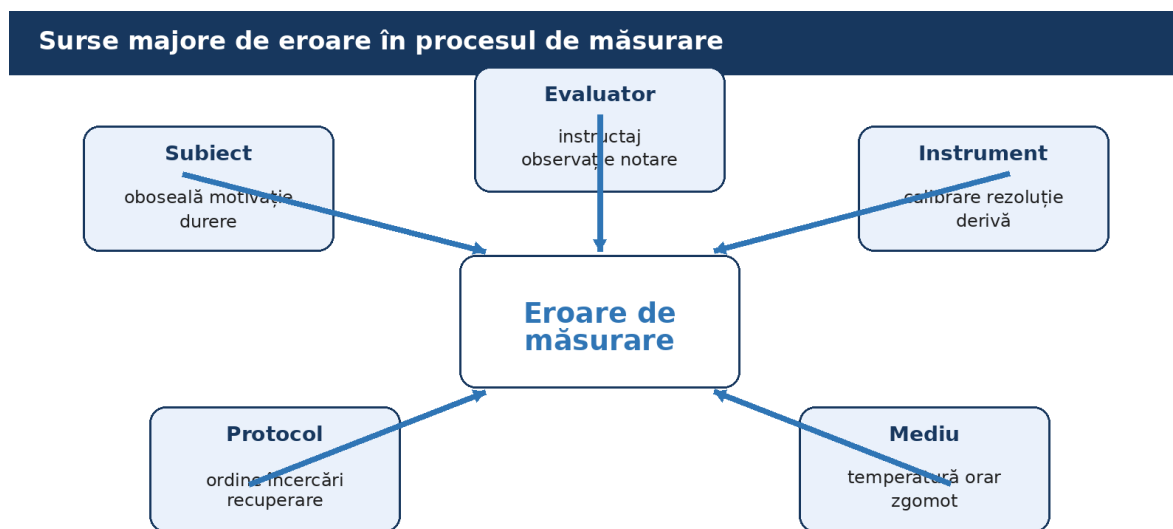 Surse majore de eroare în procesul de măsurare
Evaluator
instructaj
observație notare
Subiect
oboseală motivație
durere
Instrument
calibrare rezoluție
derivă
Eroare de
măsurare
Protocol
ordine încercări
recuperare
Mediu
temperatură orar
zgomot